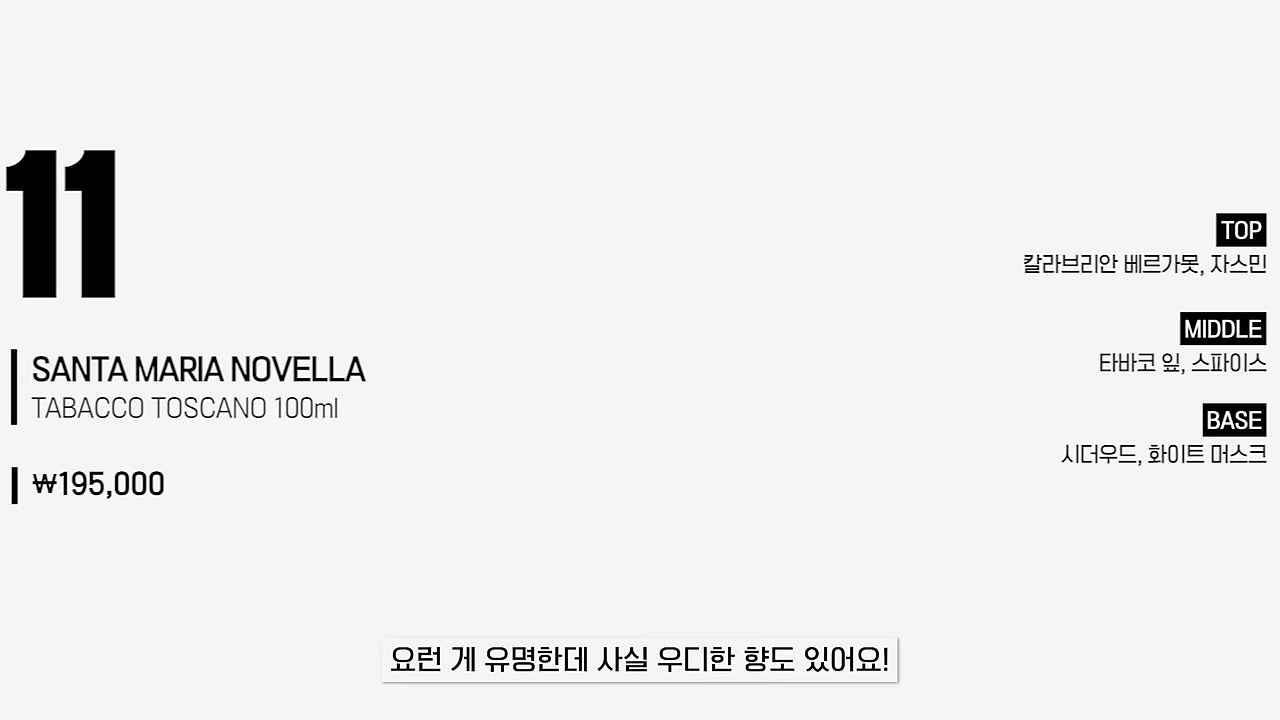 11
SANTA MARIA NOVELLA
TABACCO TOSCANO 100ml
₩195,000
TOP
칼라브리안 베르가못, 자스민
MIDDLE
타바코 잎, 스파이스
BASE
시더우드, 화이트 머스크
요런 게 유명한데 사실 우디한 향도 있어요!